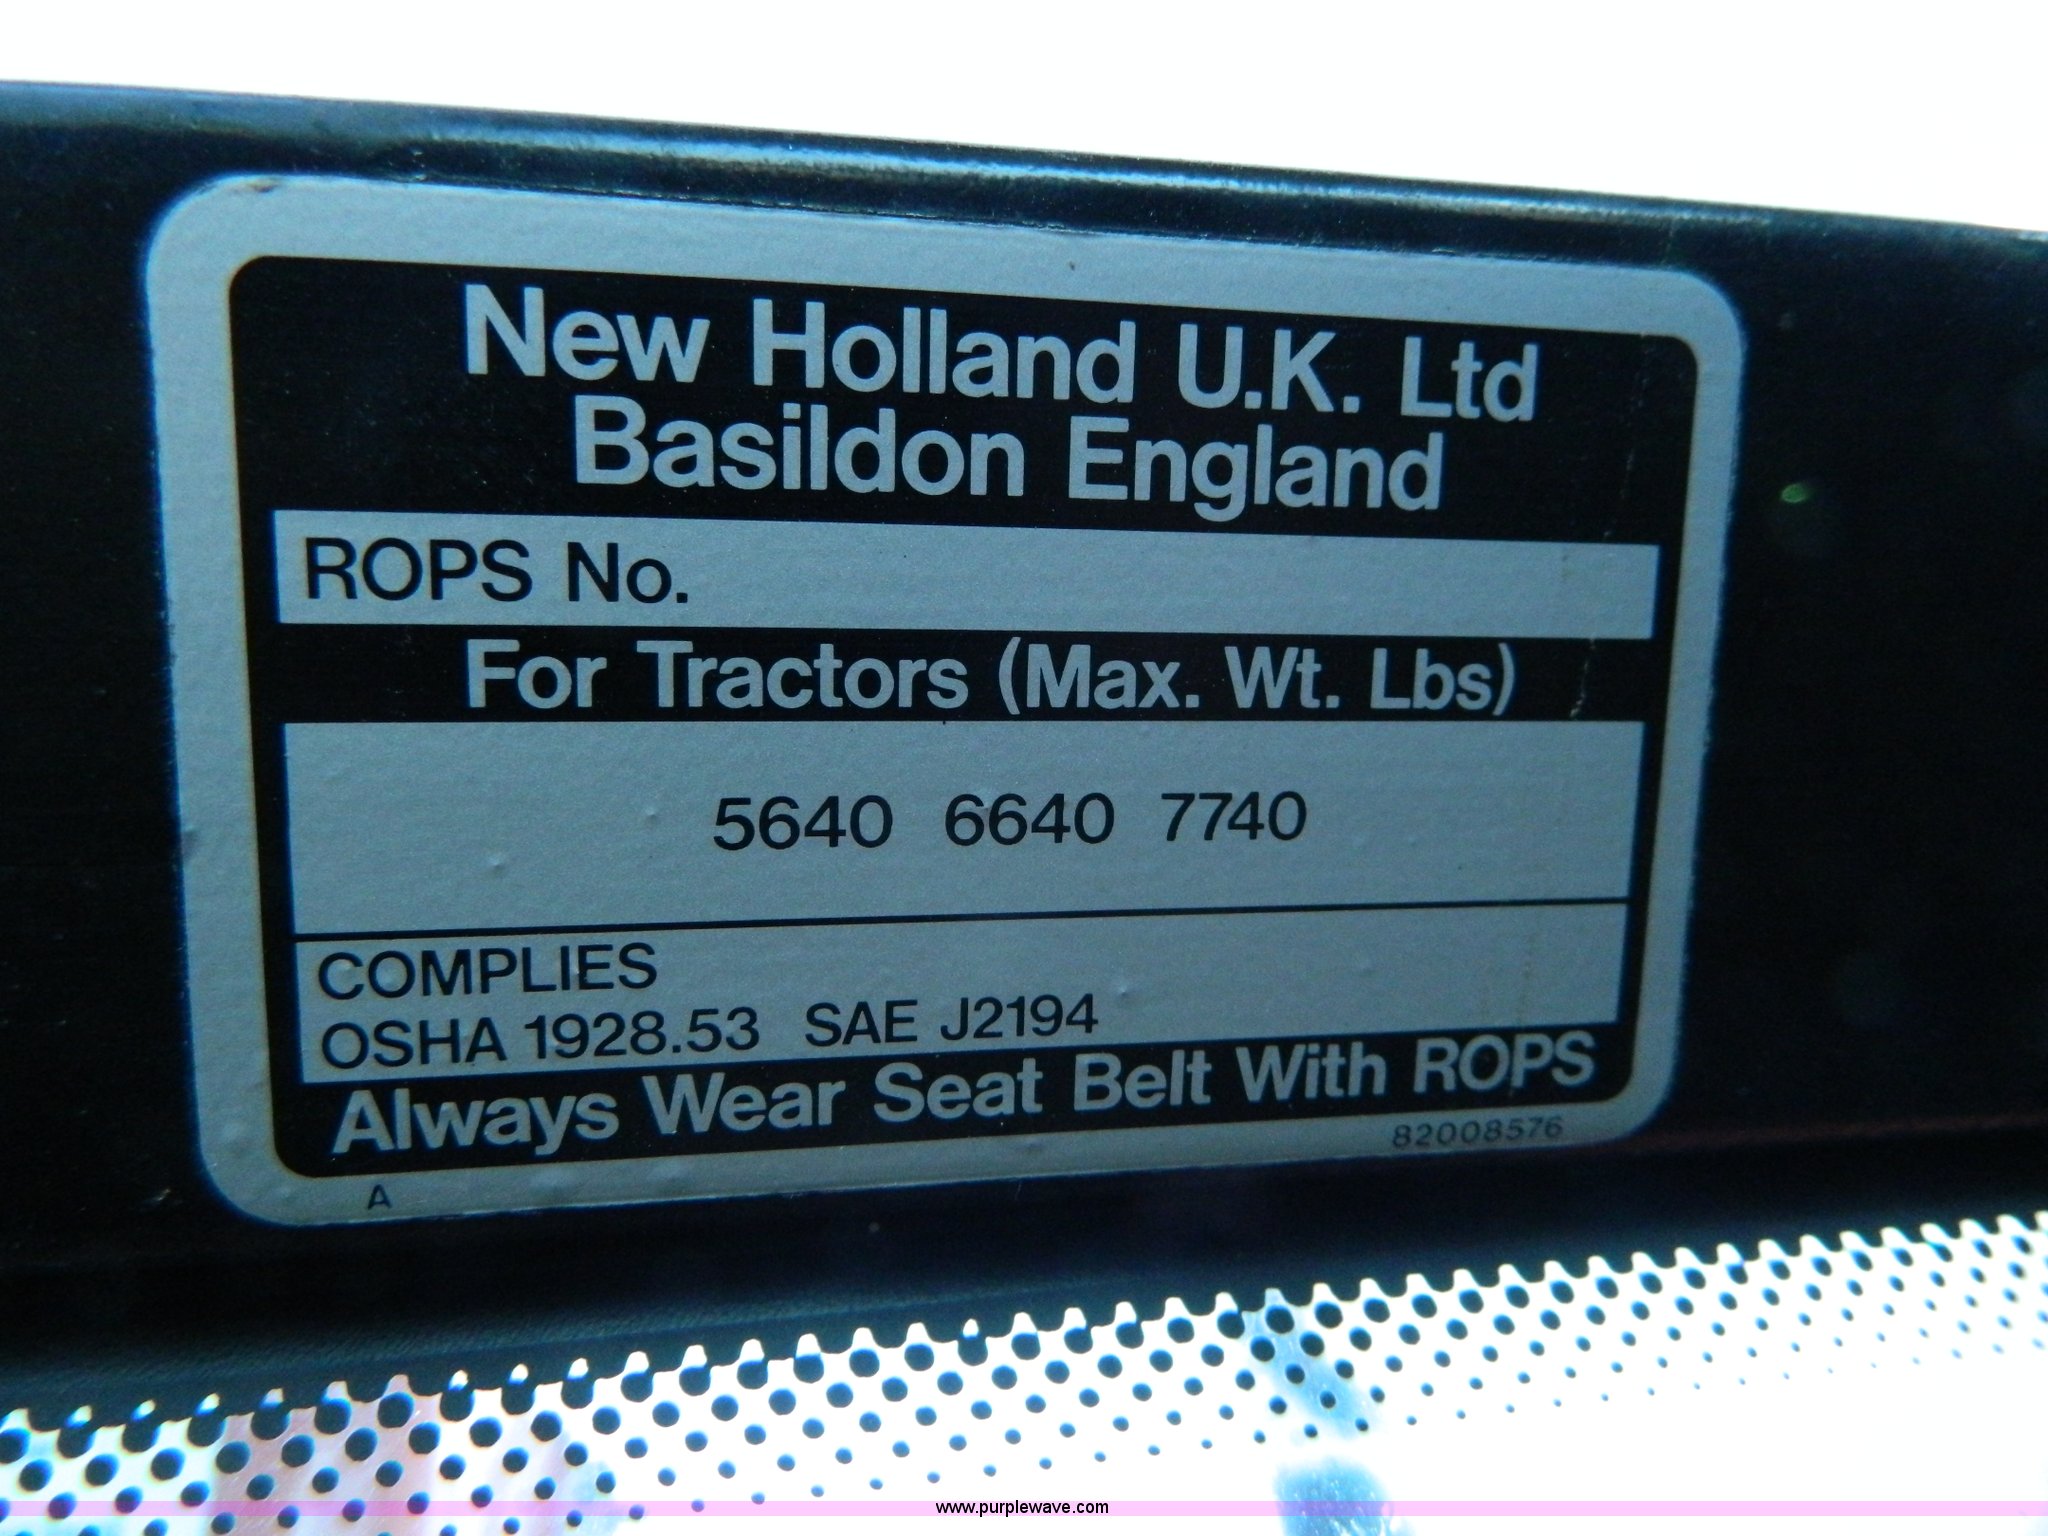 New Holland U.K. Ltd
Basildon England
ROPS No.
For Tractors (Max. Wt. Lbs)
5640 6640 7740
COMPLIES
OSHA 1928.53 SAE J2194
Always Wear Seat Belt With ROPS
82008576
A
www.purplewave.com